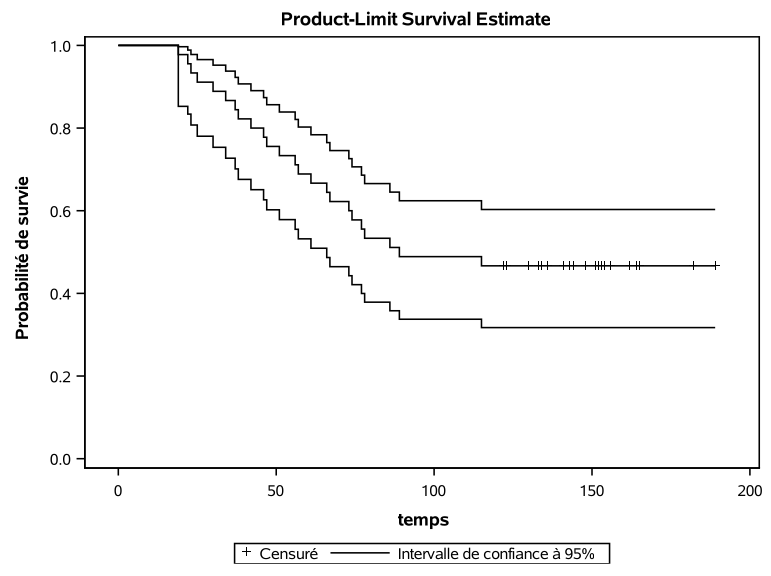 Product-Limit Survival Estimate
1.0
0.8
0.6
0.4
0.2
0.0
Probabilité de survie
0 50 100 150 200
temps
+ Censuré Intervalle de confiance à 95%